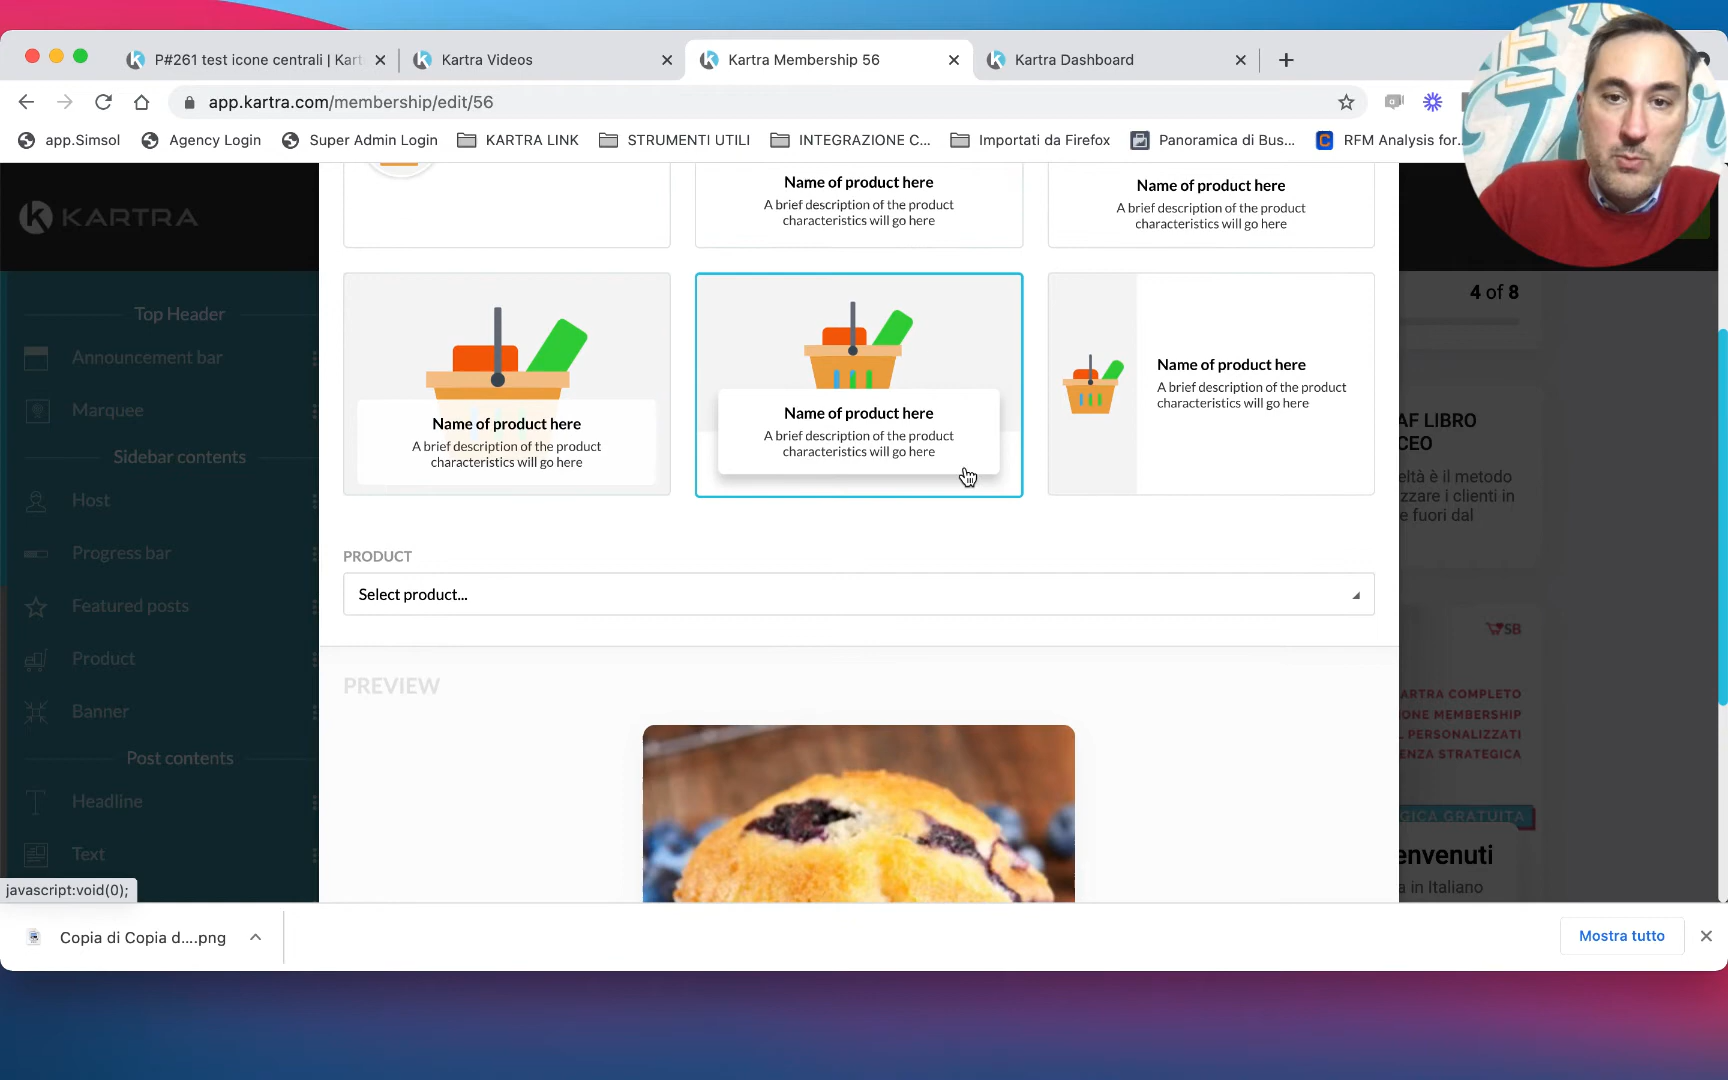 P#261 test icone centrali | Kart
Kartra Videos
Kartra Membership 56
Kartra Dashboard
app.kartra.com/membership/edit/56
app.Simsol
Agency Login
Super Admin Login
KARTRA LINK
STRUMENTI UTILI
INTEGRAZIONE C...
Importati da Firefox
Panoramica di Bus...
RFM Analysis for...
KARTRA
Top Header
Announcement bar
Marquee
Sidebar contents
Host
Progress bar
Featured posts
Product
Banner
Post contents
Headline
Text
javascript:void(0);
Name of product here
A brief description of the product
characteristics will go here
Name of product here
A brief description of the product
characteristics will go here
Name of product here
A brief description of the product
characteristics will go here
Name of product here
A brief description of the product
characteristics will go here
Name of product here
A brief description of the product
characteristics will go here
PRODUCT
Select product...
PREVIEW
4 of 8
AF LIBRO
CEO
eltà è il metodo
zzare i clienti in
e fuori dal
SB
ARTRA COMPLETO
ONE MEMBERSHIP
L PERSONALIZZATI
ENZA STRATEGICA
GICA GRATUITA
envenuti
a in Italiano
Copia di Copia d....png
Mostra tutto